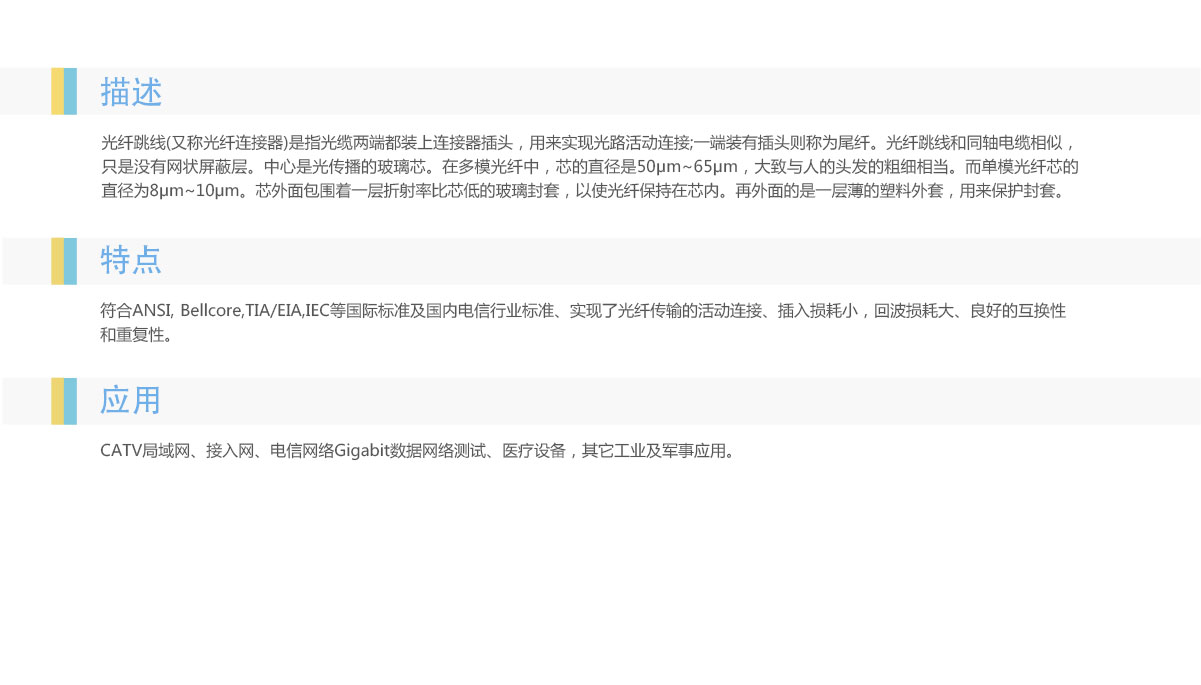 描述
光纤跳线(又称光纤连接器)是指光缆两端都装上连接器插头，用来实现光路活动连接;一端装有插头则称为尾纤。光纤跳线和同轴电缆相似，
只是没有网状屏蔽层。中心是光传播的玻璃芯。在多模光纤中，芯的直径是50μm~65μm，大致与人的头发的粗细相当。而单模光纤芯的
直径为8μm~10μm。芯外面包围着一层折射率比芯低的玻璃封套，以使光纤保持在芯内。再外面的是一层薄的塑料外套，用来保护封套。
特点
符合ANSI, Bellcore,TIA/EIA,IEC等国际标准及国内电信行业标准、实现了光纤传输的活动连接、插入损耗小，回波损耗大、良好的互换性
和重复性。
应用
CATV局域网、接入网、电信网络Gigabit数据网络测试、医疗设备，其它工业及军事应用。